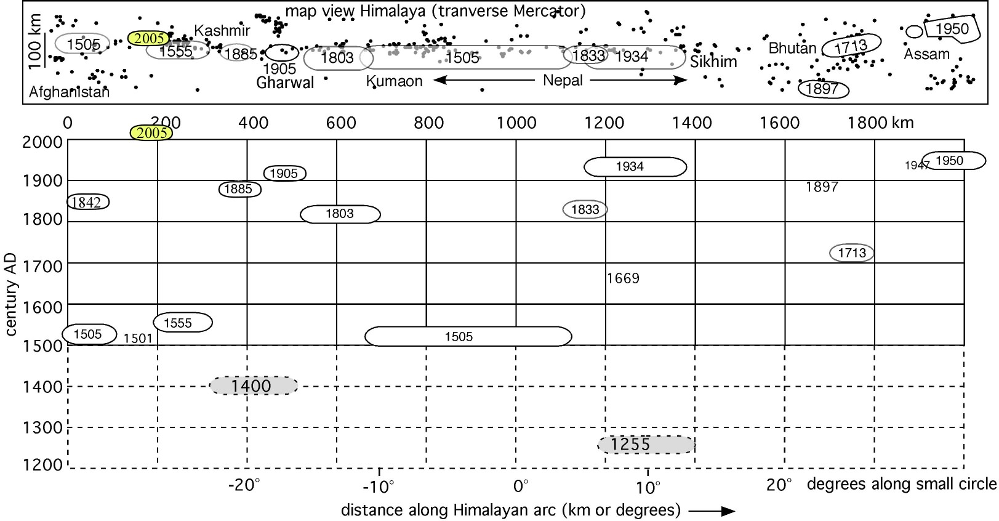 map view Himalaya (tranverse Mercator)
100 km
1505
2005
Kashmir
1555
1885
1905
Gharwal
1803
Kumaon
1505
Nepal
1833
1934
Sikhim
Bhutan
1713
1897
1950
Assam
Afghanistan
0 200 400 600 800 1000 1200 1400 1600 1800 km
2005
2000
1947 1950
1934
1905
1900
1885
1897
1842
1833
1803
1800
1713
1700
1669
1600
1555
1505
1501
1505
1500
1400
1400
1300
1255
1200
century AD
-20° -10° 0° 10° 20° degrees along small circle
distance along Himalayan arc (km or degrees)